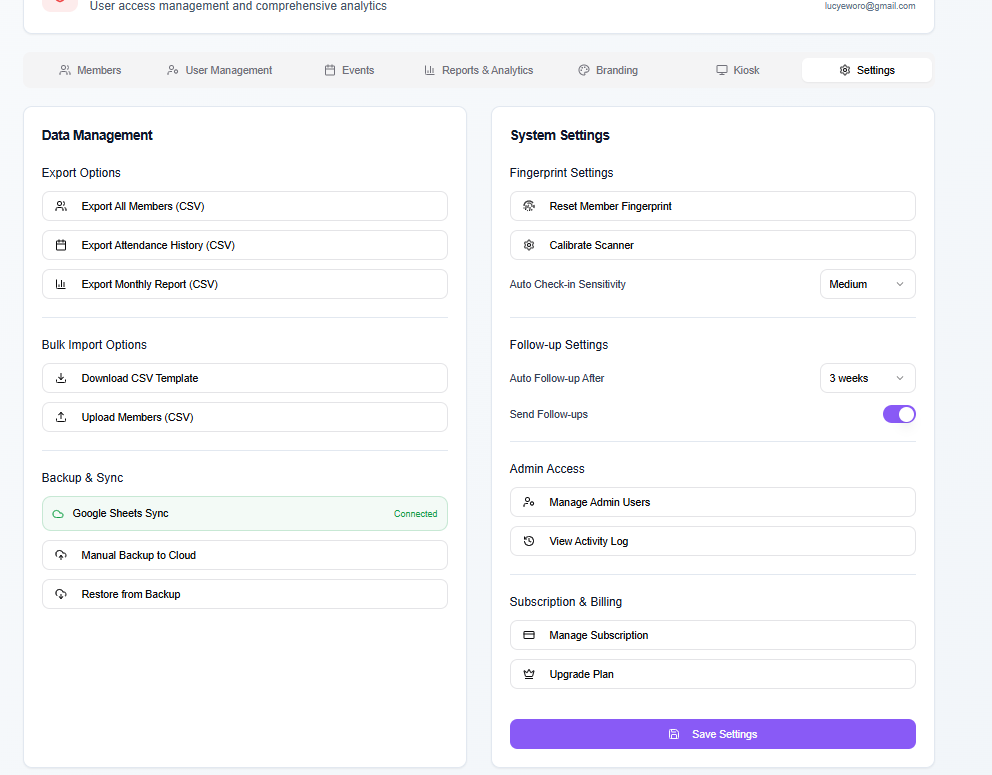 User access management and comprehensive analytics
lucyeworo@gmail.com
Members
User Management
Events
Reports & Analytics
Branding
Kiosk
Settings
Data Management
Export Options
Export All Members (CSV)
Export Attendance History (CSV)
Export Monthly Report (CSV)
Bulk Import Options
Download CSV Template
Upload Members (CSV)
Backup & Sync
Google Sheets Sync
Connected
Manual Backup to Cloud
Restore from Backup
System Settings
Fingerprint Settings
Reset Member Fingerprint
Calibrate Scanner
Auto Check-in Sensitivity
Medium
Follow-up Settings
Auto Follow-up After
3 weeks
Send Follow-ups
Admin Access
Manage Admin Users
View Activity Log
Subscription & Billing
Manage Subscription
Upgrade Plan
Save Settings